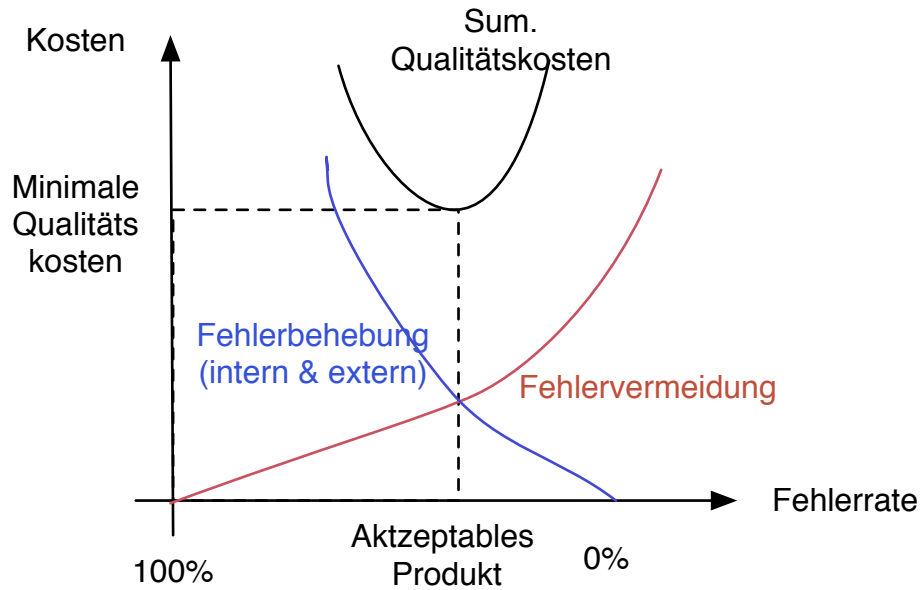 Kosten
Sum.
Qualitätskosten
Minimale
Qualitäts
kosten
Fehlerbehebung
(intern & extern)
Fehlervermeidung
Fehlerrate
Aktzeptables
Produkt
100%
0%